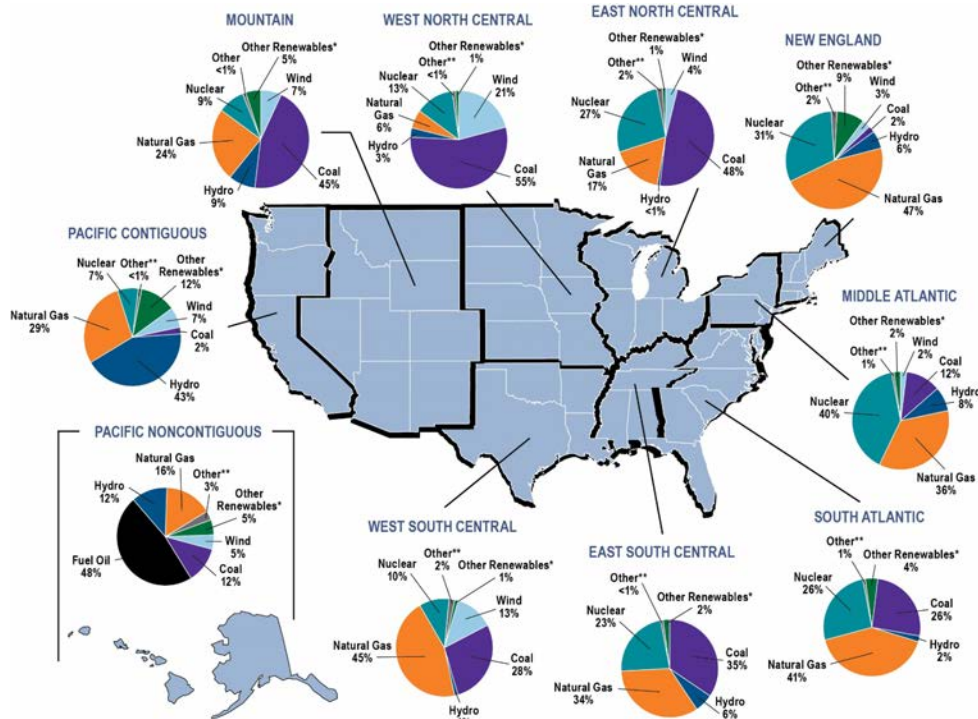 MOUNTAIN
Other Renewables*
5%
Other
<1%
Wind
7%
Nuclear
9%
Natural Gas
24%
Hydro
9%
Coal
45%
WEST NORTH CENTRAL
Other Renewables*
1%
Other**
<1%
Nuclear
13%
Wind
21%
Natural
Gas
6%
Hydro
3%
Coal
55%
EAST NORTH CENTRAL
Other Renewables*
1%
Other**
2%
Wind
4%
Nuclear
27%
Natural
Gas
17%
Coal
48%
Hydro
<1%
NEW ENGLAND
Other Renewables*
9%
Other**
2%
Wind
3%
Coal
2%
Nuclear
31%
Hydro
6%
Natural Gas
47%
PACIFIC CONTIGUOUS
Nuclear
7%
Other**
<1%
Other
Renewables*
12%
Wind
7%
Natural Gas
29%
Coal
2%
Hydro
43%
MIDDLE ATLANTIC
Other Renewables*
2%
Wind
2%
Other**
1%
Coal
12%
Hydro
8%
Nuclear
40%
Natural Gas
36%
PACIFIC NONCONTIGUOUS
Natural Gas
16%
Other**
3%
Hydro
12%
Other
Renewables*
5%
Wind
5%
Fuel Oil
48%
Coal
12%
WEST SOUTH CENTRAL
Other**
2%
Nuclear
10%
Other Renewables*
1%
Wind
13%
Natural Gas
45%
Coal
28%
Hydro
EAST SOUTH CENTRAL
Other**
<1%
Other Renewables*
2%
Nuclear
23%
Coal
35%
Natural Gas
34%
Hydro
6%
SOUTH ATLANTIC
Other**
1%
Other Renewables*
4%
Nuclear
26%
Coal
26%
Hydro
2%
Natural Gas
41%